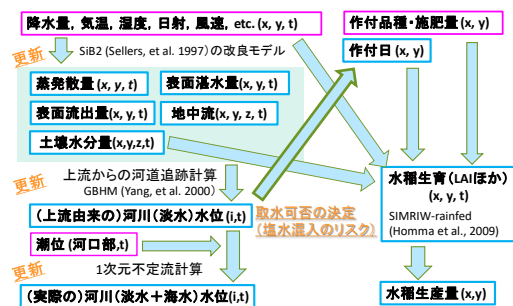 降水量, 気温, 湿度, 日射, 風速, etc. (x, y, t)
作付品種・施肥量(x, y)
更新
SiB2 (Sellers, et al. 1997)の改良モデル
作付日(x, y)
蒸発散量(x, y, t)
表面湛水量(x, y, t)
表面流出量(x, y, t)
地中流(x, y, z, t)
土壌水分量(x,y,z,t)
更新
上流からの河道追跡計算
GBHM (Yang, et al. 2000)
水稲生育(LAIほか)
(x, y, t)
SIMRIW-rainfed
(Homma et al., 2009)
(上流由来の)河川(淡水)水位(i,t)
取水可否の決定
(塩水混入のリスク)
潮位(河口部,t)
更新
1次元不定流計算
(実際の)河川(淡水+海水)水位(i,t)
水稲生産量(x,y)